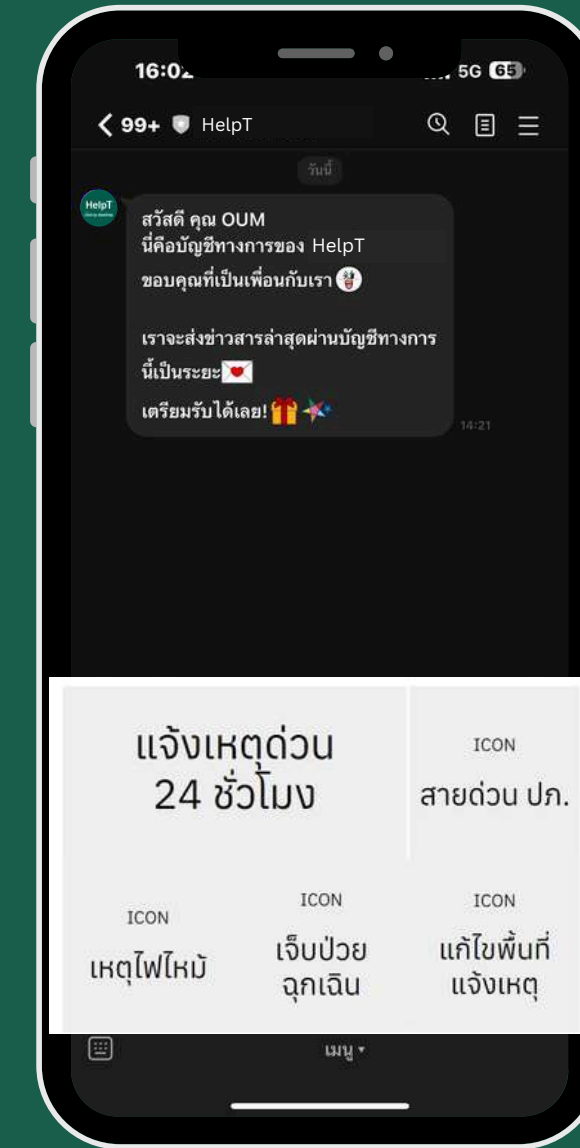 16:02
5G 65
99+ HelpT
วันนี้
HelpT
สวัสดี คุณ OUM
นี่คือบัญชีทางการของ HelpT
ขอบคุณที่เป็นเพื่อนกับเรา
เราจะส่งข่าวสารล่าสุดผ่านบัญชีทางการ
นี้เป็นระยะ
เตรียมรับได้เลย!
14:21
แจ้งเหตุด่วน
24 ชั่วโมง
ICON
สายด่วน ปภ.
ICON
เหตุไฟไหม้
ICON
เจ็บป่วย
ฉุกเฉิน
ICON
แก้ไขพื้นที่
แจ้งเหตุ
เมนู